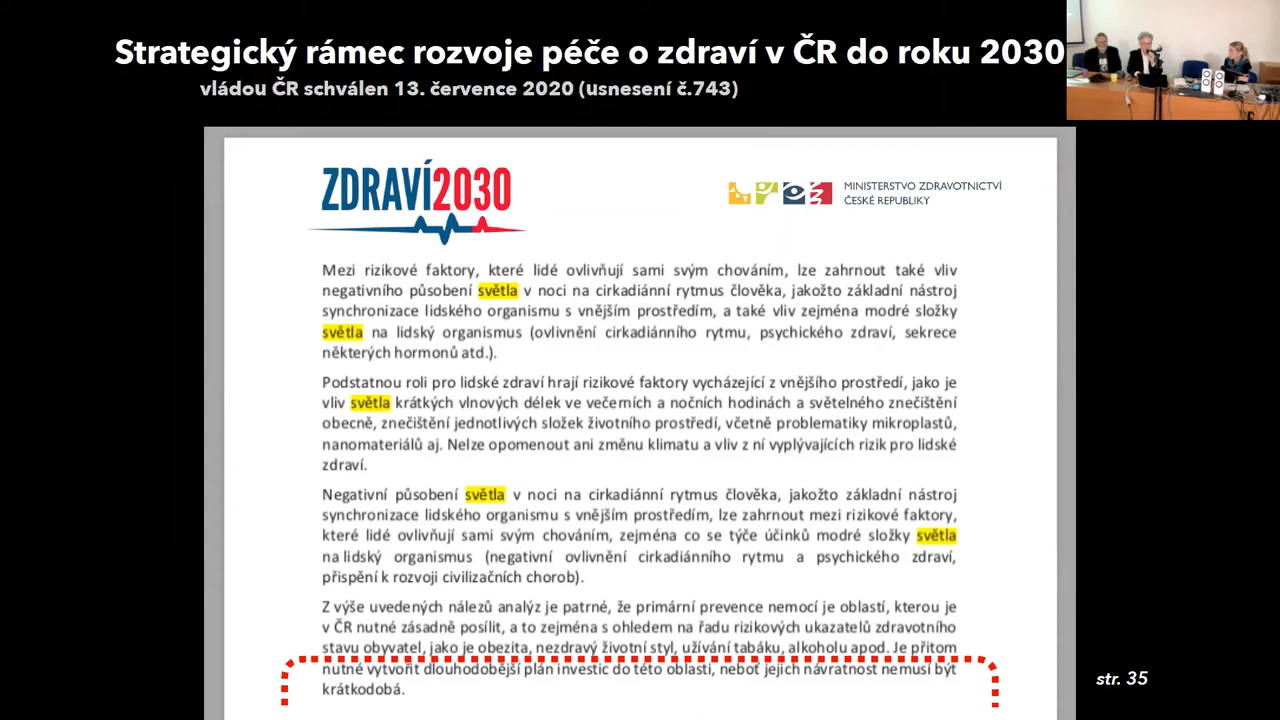 Strategický rámec rozvoje péče o zdraví v ČR do roku 2030
vládou ČR schválen 13. července 2020 (usnesení č.743)
ZDRAVÍ2030
MINISTERSTVO ZDRAVOTNICTVÍ
ČESKÉ REPUBLIKY
Mezi rizikové faktory, které lidé ovlivňují sami svým chováním, lze zahrnout také vliv
negativního působení světla v noci na cirkadiánní rytmus člověka, jakožto základní nástroj
synchronizace lidského organismu s vnějším prostředím, a také vliv zejména modré složky
světla na lidský organismus (ovlivnění cirkadiánního rytmu, psychického zdraví, sekrece
některých hormonů atd.).
Podstatnou roli pro lidské zdraví hrají rizikové faktory vycházející z vnějšího prostředí, jako je
vliv světla krátkých vlnových délek ve večerních a nočních hodinách a světelného znečištění
obecně, znečištění jednotlivých složek životního prostředí, včetně problematiky mikroplastů,
nanomateriálů aj. Nelze opomenout ani změnu klimatu a vliv z ní vyplývajících rizik pro lidské
zdraví.
Negativní působení světla v noci na cirkadiánní rytmus člověka, jakožto základní nástroj
synchronizace lidského organismu s vnějším prostředím, lze zahrnout mezi rizikové faktory,
které lidé ovlivňují sami svým chováním, zejména co se týče účinků modré složky světla
na lidský organismus (negativní ovlivnění cirkadiánního rytmu a psychického zdraví,
přispění k rozvoji civilizačních chorob).
Z výše uvedených nálezů analýz je patrné, že primární prevence nemocí je oblastí, kterou je
v ČR nutné zásadně posílit, a to zejména s ohledem na řadu rizikových ukazatelů zdravotního
stavu obyvatel, jako je obezita, nezdravý životní styl, užívání tabáku, alkoholu apod. Je přitom
nutné vytvořit dlouhodobější plán investic do této oblasti, neboť jejich návratnost nemusí být
krátkodobá.
str. 35